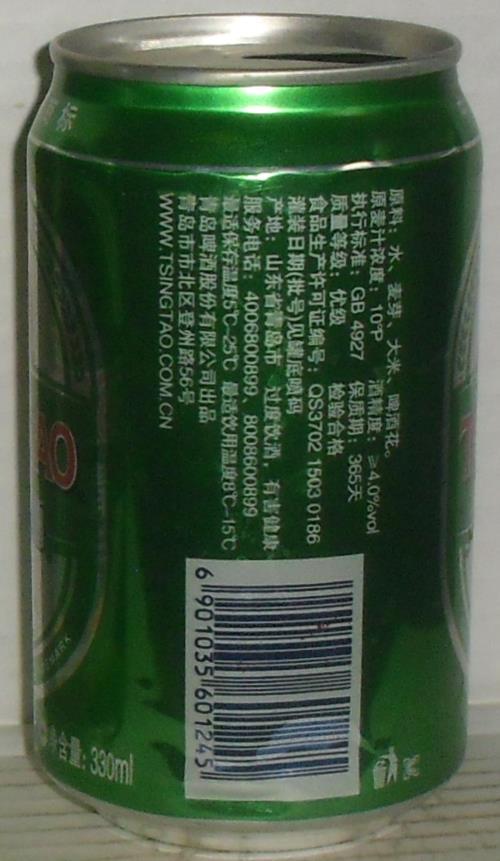 标
原料：水、麦芽、大米、啤酒花。
原麦汁浓度：10°P 酒精度：≥4.0%vol
执行标准：GB 4927 保质期：365天
质量等级：优级 检验合格
食品生产许可证编号：QS3702 1503 0186
灌装日期(批号)见罐底喷码
产地：山东省青岛市 过度饮酒，有害健康
服务电话：4006800899、8008600899
最适保存温度5℃-25℃ 最适饮用温度8℃-15℃
青岛啤酒股份有限公司出品
青岛市市北区登州路56号
WWW.TSINGTAO.COM.CN
AO
T
MARK
净含量：330ml
6 901035 601245